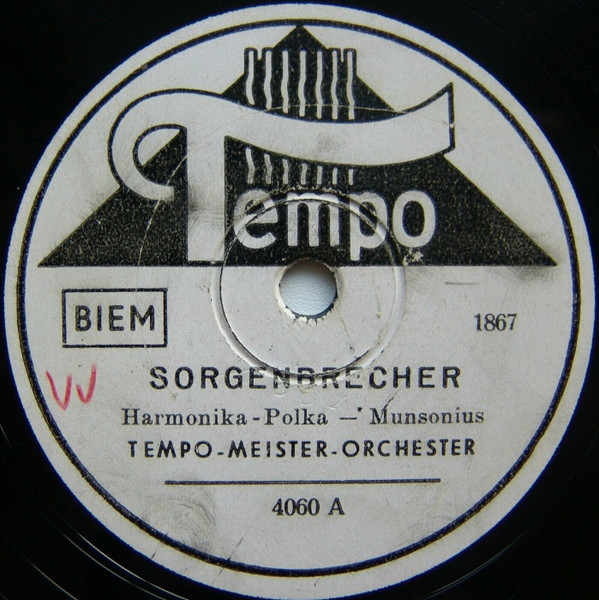 Tempo
BIEM
1867
SORGENBRECHER
Harmonika-Polka — Munsonius
TEMPO-MEISTER-ORCHESTER
4060 A